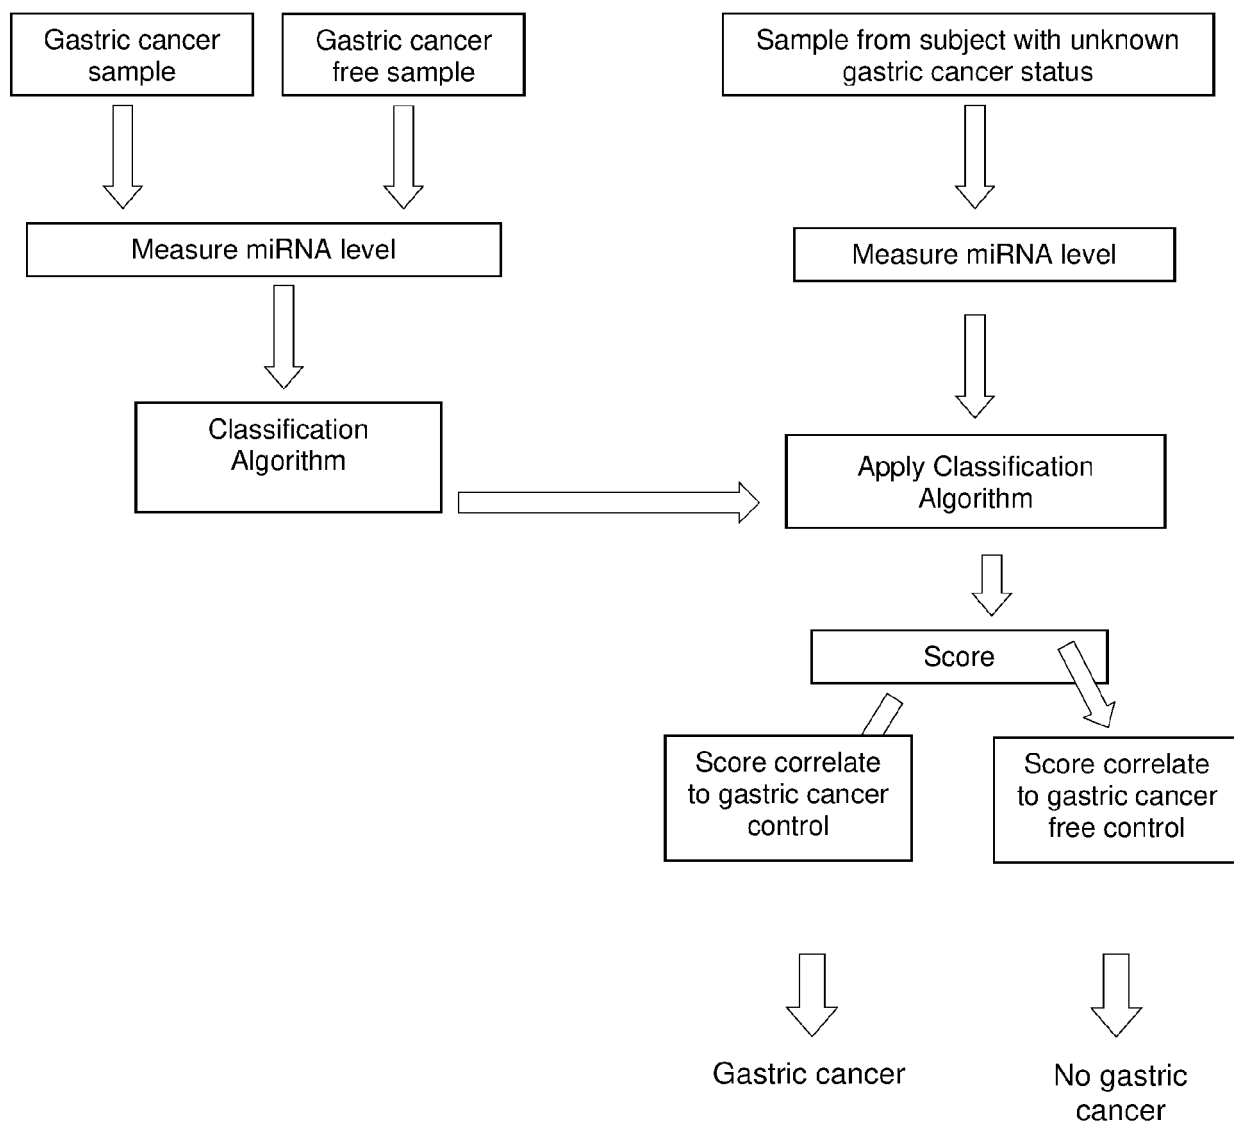 Gastric cancer
sample
Gastric cancer
free sample
Sample from subject with unknown
gastric cancer status
Measure miRNA level
Measure miRNA level
Classification
Algorithm
Apply Classification
Algorithm
Score
Score correlate
to gastric cancer
control
Score correlate
to gastric cancer
free control
Gastric cancer
No gastric
cancer